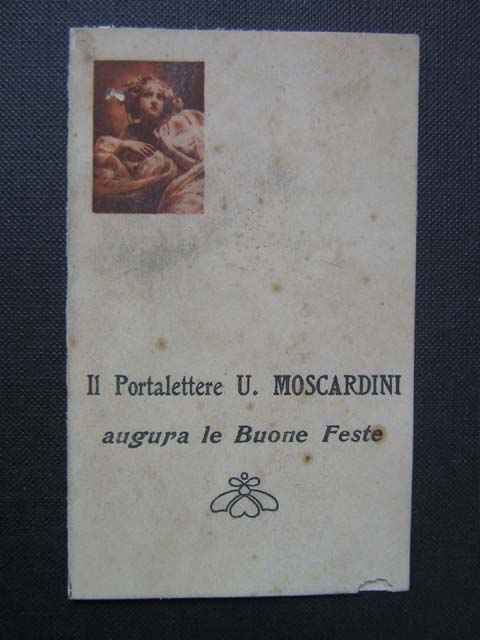 Il Portalettere U. MOSCARDINI
augura le Buone Feste